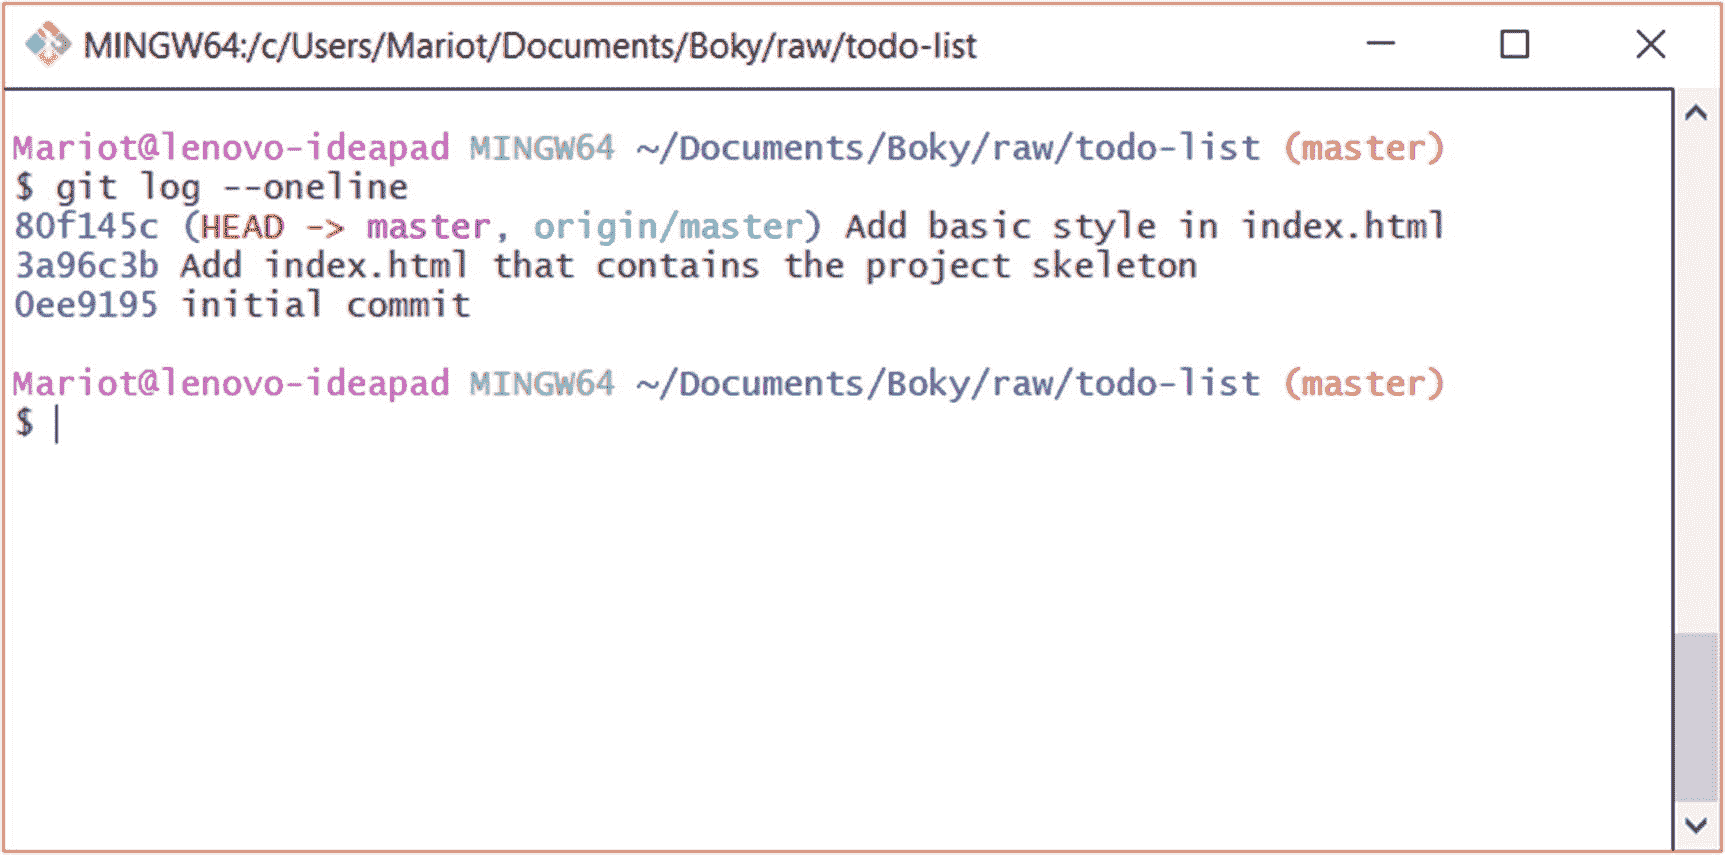 MINGW64:/c/Users/Mariot/Documents/Boky/raw/todo-list
Mariot@lenovo-ideapad MINGW64 ~/Documents/Boky/raw/todo-list (master)
$ git log --oneline
80f145c (HEAD -> master, origin/master) Add basic style in index.html
3a96c3b Add index.html that contains the project skeleton
0ee9195 initial commit
Mariot@lenovo-ideapad MINGW64 ~/Documents/Boky/raw/todo-list (master)
$